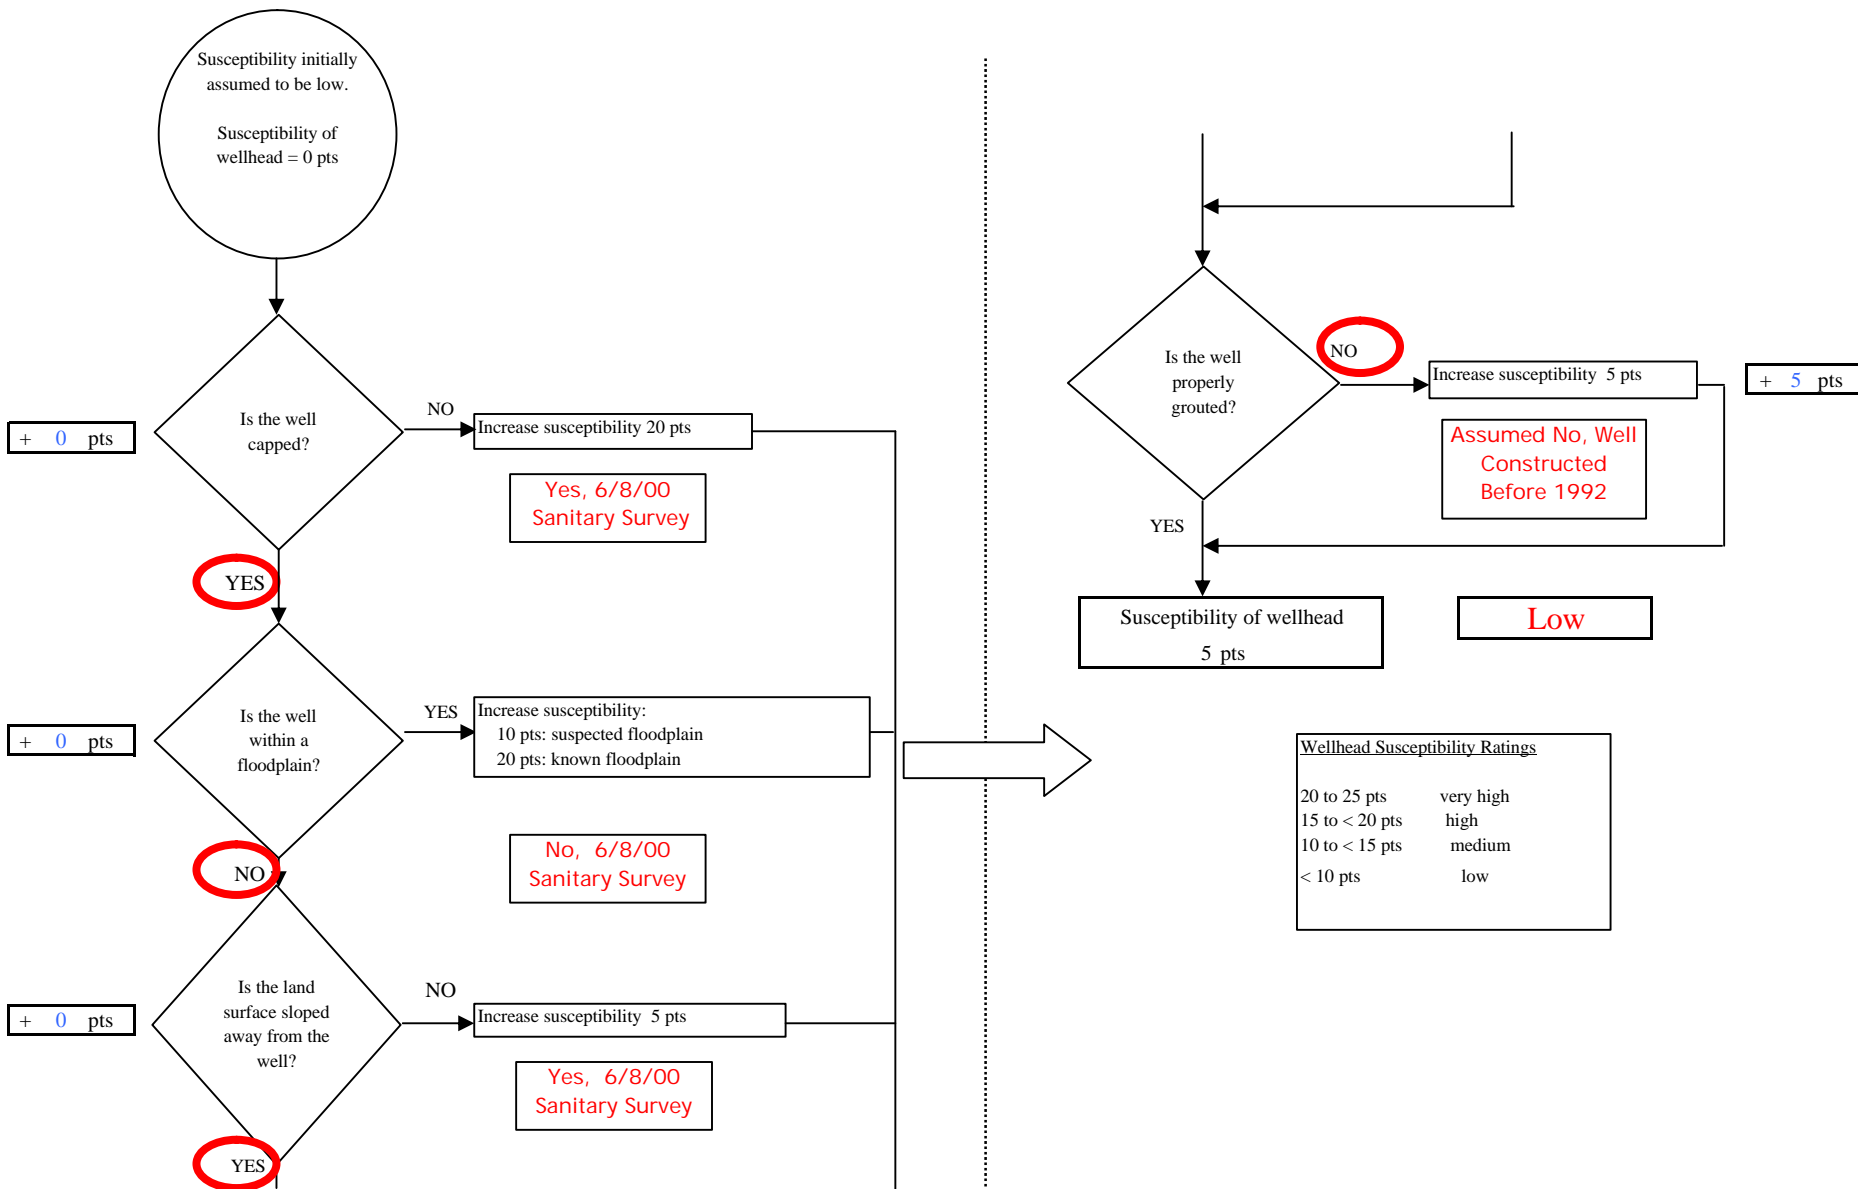 Susceptibility initially
assumed to be low.
Susceptibility of
wellhead = 0 pts
Is the well
capped?
NO
Increase susceptibility 20 pts
+ 0 pts
Yes, 6/8/00
Sanitary Survey
YES
Is the well
within a
floodplain?
YES
Increase susceptibility:
10 pts: suspected floodplain
20 pts: known floodplain
+ 0 pts
No, 6/8/00
Sanitary Survey
NO
Is the land
surface sloped
away from the
well?
NO
Increase susceptibility 5 pts
+ 0 pts
Yes, 6/8/00
Sanitary Survey
YES
Is the well
properly
grouted?
NO
Increase susceptibility 5 pts
+ 5 pts
Assumed No, Well
Constructed
Before 1992
YES
Susceptibility of wellhead
5 pts
Low
Wellhead Susceptibility Ratings
20 to 25 pts very high
15 to < 20 pts high
10 to < 15 pts medium
< 10 pts low